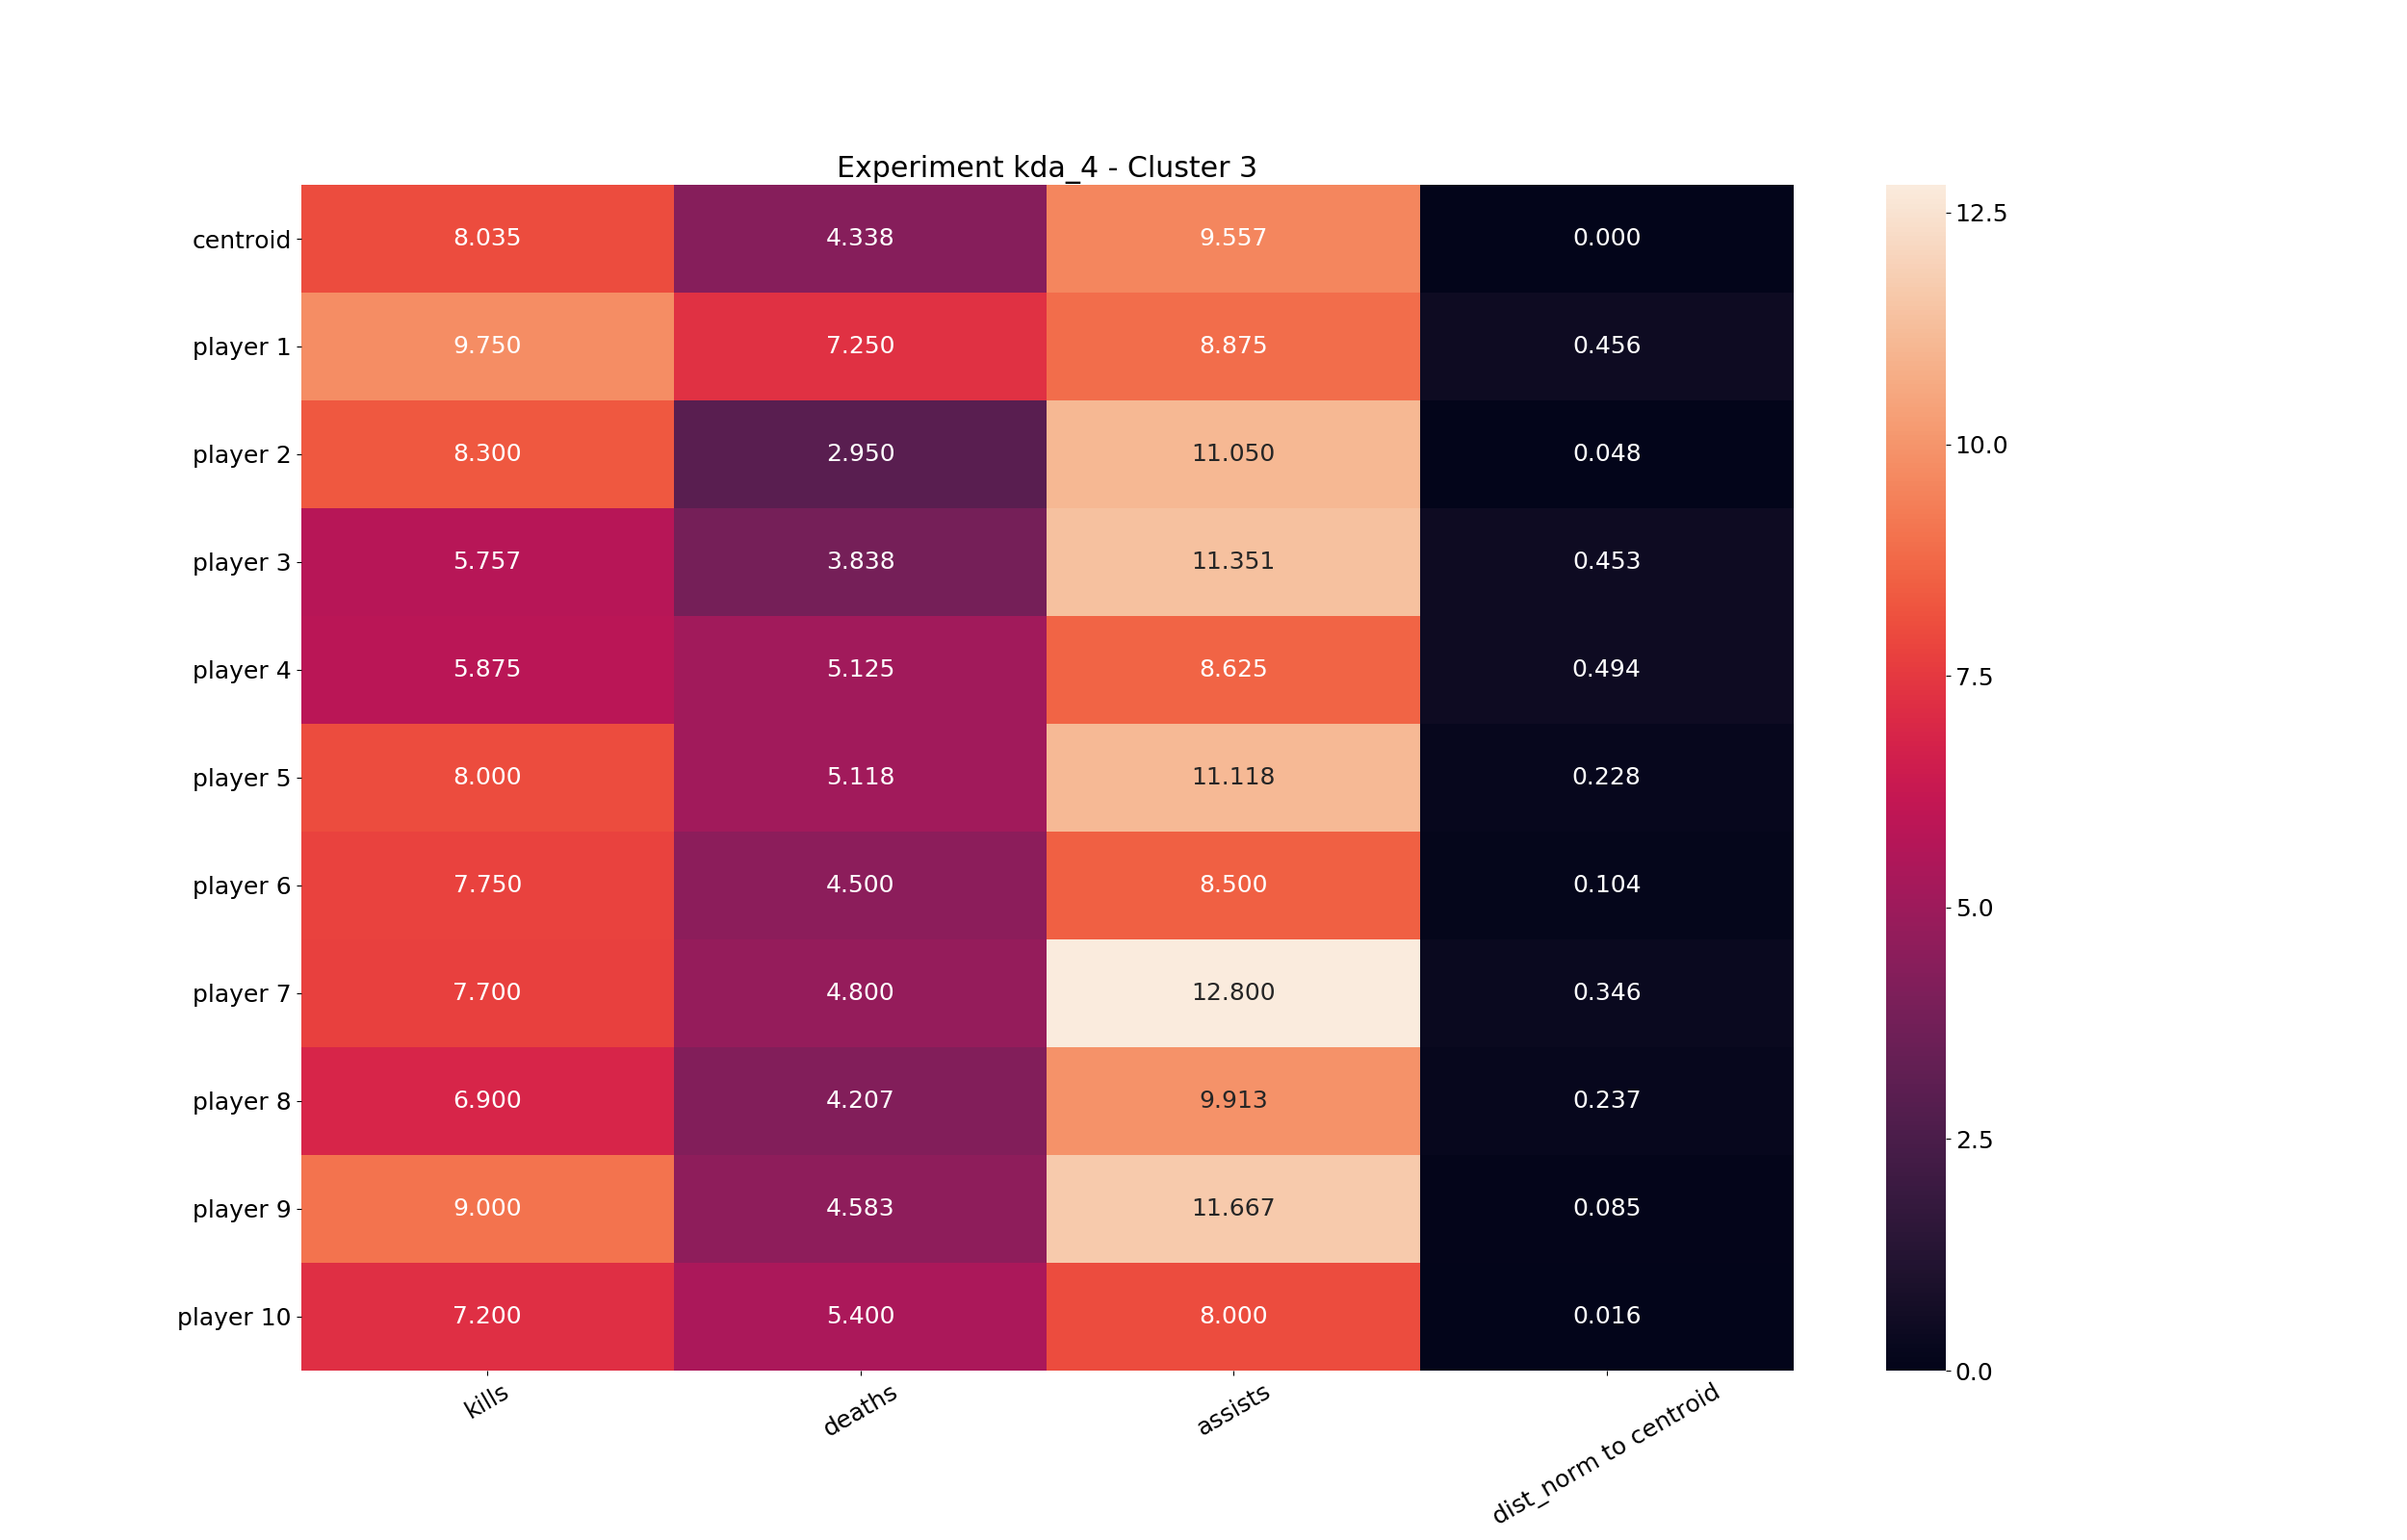 Experiment kda_4 - Cluster 3
centroid 8.035 4.338 9.557 0.000
player 1 9.750 7.250 8.875 0.456
player 2 8.300 2.950 11.050 0.048
player 3 5.757 3.838 11.351 0.453
player 4 5.875 5.125 8.625 0.494
player 5 8.000 5.118 11.118 0.228
player 6 7.750 4.500 8.500 0.104
player 7 7.700 4.800 12.800 0.346
player 8 6.900 4.207 9.913 0.237
player 9 9.000 4.583 11.667 0.085
player 10 7.200 5.400 8.000 0.016
kills deaths assists dist_norm to centroid
12.5
10.0
7.5
5.0
2.5
0.0